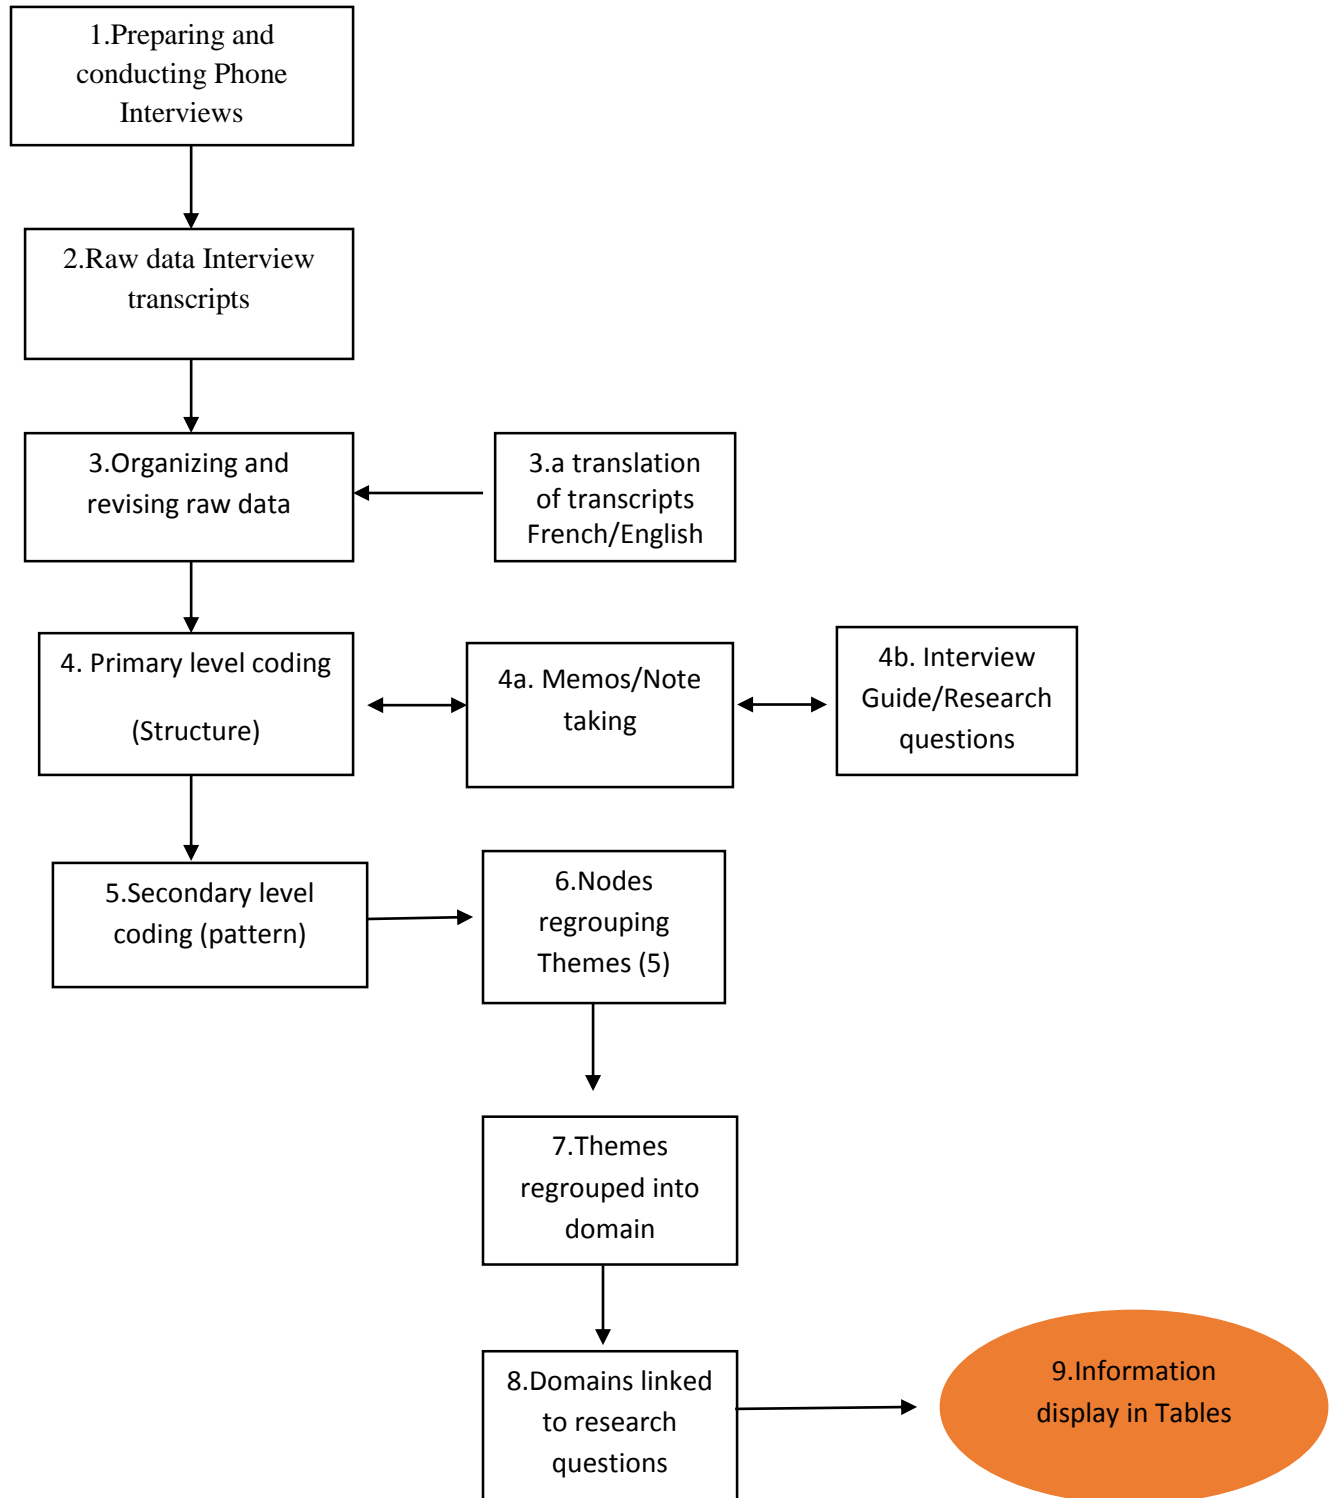 1.Preparing and
conducting Phone
Interviews
2.Raw data Interview
transcripts
3.Organizing and
revising raw data
3.a translation
of transcripts
French/English
4. Primary level coding
(Structure)
4a. Memos/Note
taking
4b. Interview
Guide/Research
questions
5.Secondary level
coding (pattern)
6.Nodes
regrouping
Themes (5)
7.Themes
regrouped into
domain
8.Domains linked
to research
questions
9.Information
display in Tables